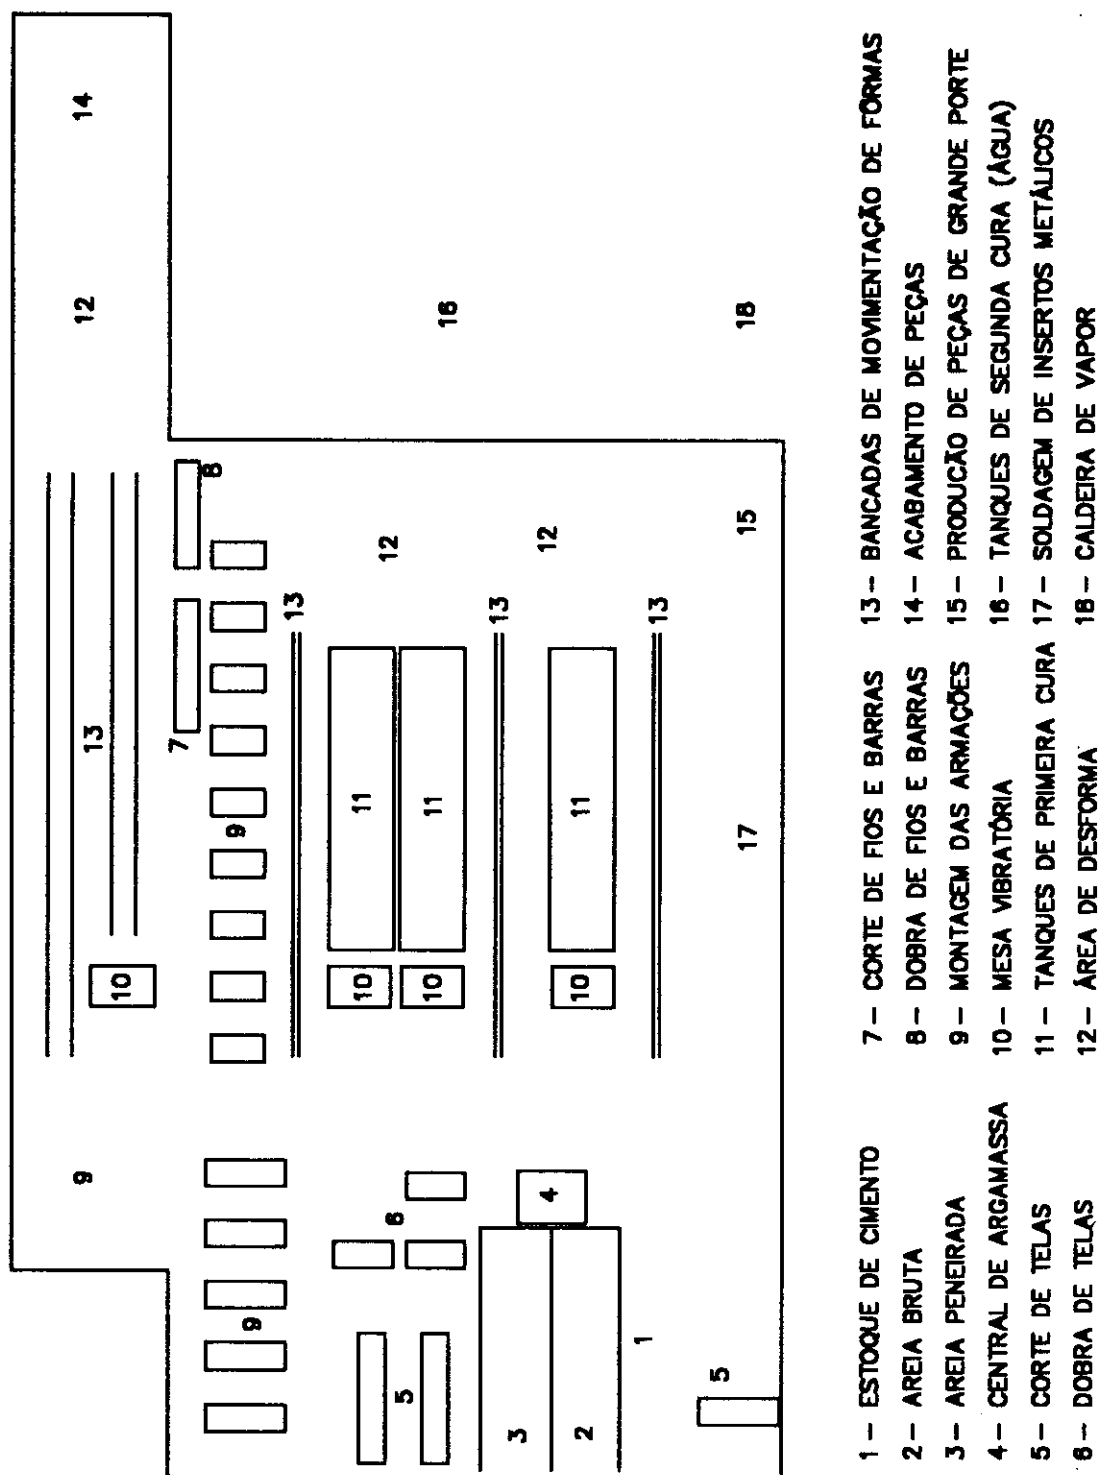 9
13
12
14
10
7
8
9
9
13
10
11
12
6
5
10
11
16
13
3
4
12
10
11
2
1
13
5
17
15
18
1 – ESTOQUE DE CIMENTO
2 – AREIA BRUTA
3 – AREIA PENEIRADA
4 – CENTRAL DE ARGAMASSA
5 – CORTE DE TELAS
6 – DOBRA DE TELAS
7 – CORTE DE FIOS E BARRAS
8 – DOBRA DE FIOS E BARRAS
9 – MONTAGEM DAS ARMAÇÕES
10 – MESA VIBRATÓRIA
11 – TANQUES DE PRIMEIRA CURA
12 – ÁREA DE DESFORMA
13 – BANCADAS DE MOVIMENTAÇÃO DE FÔRMAS
14 – ACABAMENTO DE PEÇAS
15 – PRODUCÃO DE PEÇAS DE GRANDE PORTE
16 – TANQUES DE SEGUNDA CURA (ÁGUA)
17 – SOLDAGEM DE INSERTOS METÁLICOS
18 – CALDEIRA DE VAPOR